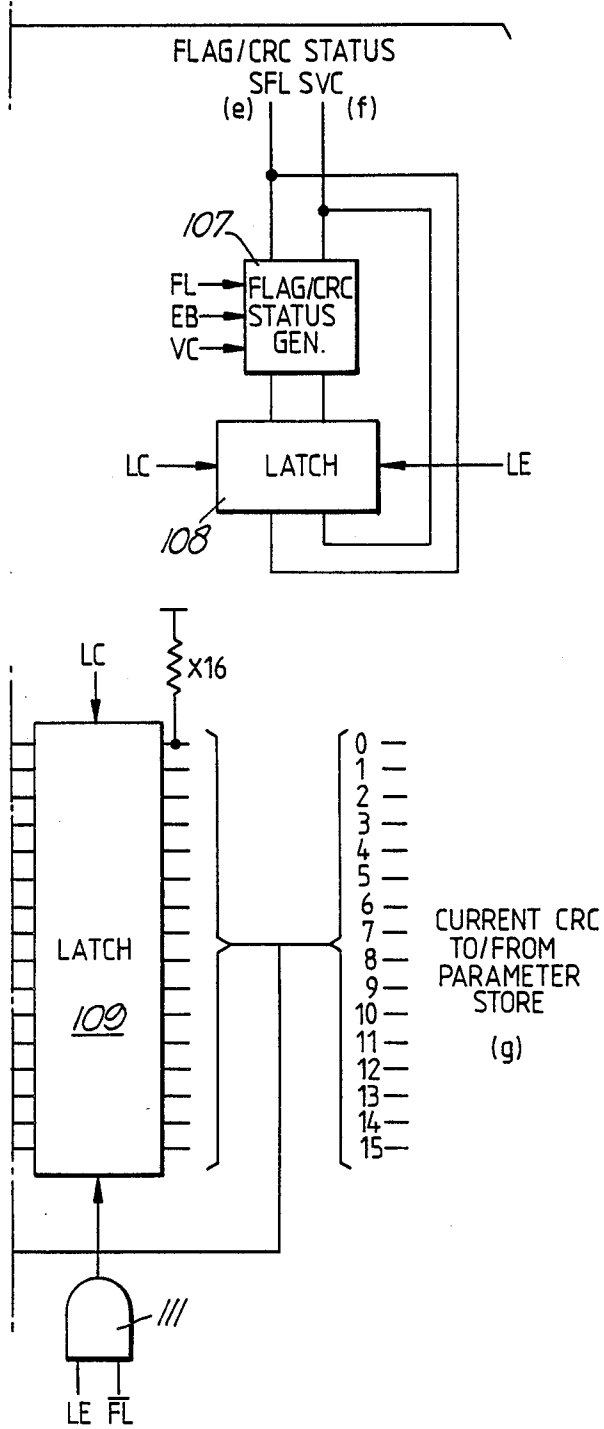 FLAG/CRC STATUS
SFL SVC
(e) (f)
107
FL
EB
VC
FLAG/CRC
STATUS
GEN.
LC
LATCH
LE
108
LC
X16
LATCH
109
0
1
2
3
4
5
6
7
8
9
10
11
12
13
14
15
CURRENT CRC
TO/FROM
PARAMETER
STORE
(g)
111
LE F̅L̅